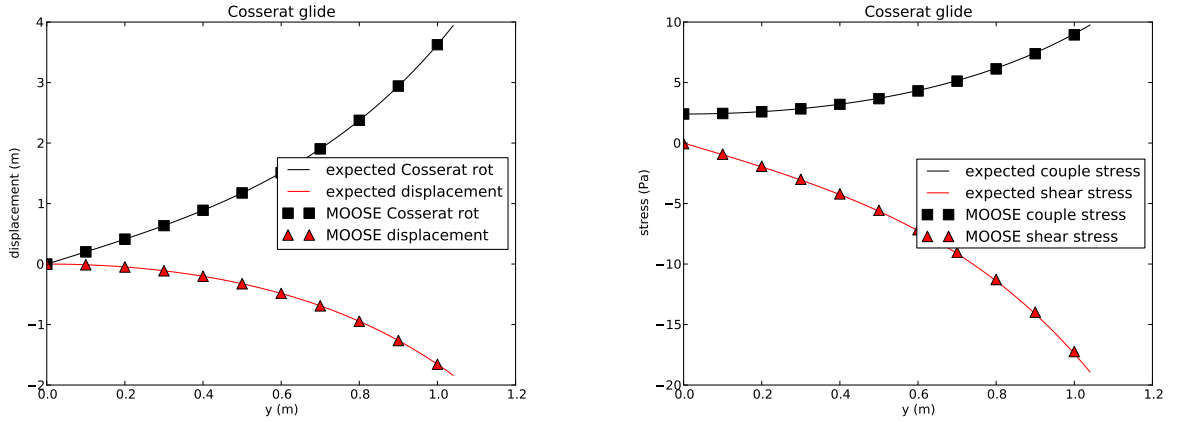 Cosserat glide
4
3
2
1
0
−1
−2
displacement (m)
expected Cosserat rot
expected displacement
MOOSE Cosserat rot
MOOSE displacement
0.0 0.2 0.4 0.6 0.8 1.0 1.2
y (m)
Cosserat glide
10
5
0
−5
−10
−15
−20
stress (Pa)
expected couple stress
expected shear stress
MOOSE couple stress
MOOSE shear stress
0.0 0.2 0.4 0.6 0.8 1.0 1.2
y (m)